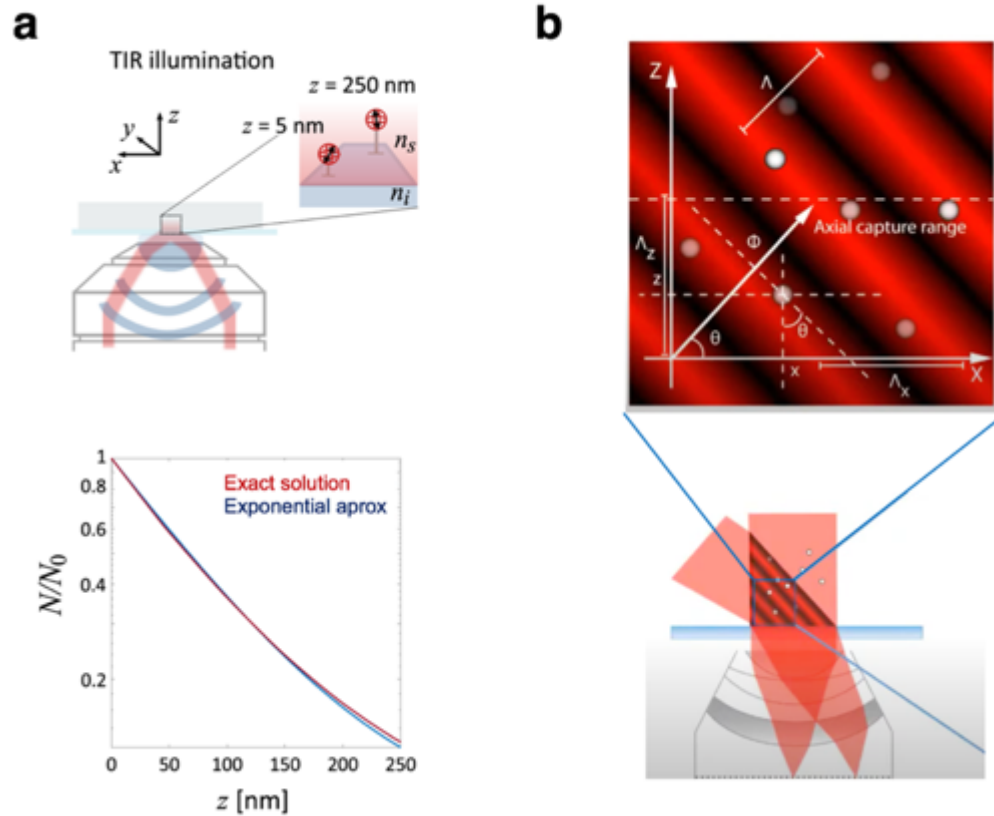 a
TIR illumination
z = 250 nm
z = 5 nm
z
y
x
n_s
n_i
N/N_0
1
0.8
0.6
0.4
0.2
Exact solution
Exponential aprox
0 50 100 150 200 250
z [nm]
b
Z
Λ
Axial capture range
Λ_z
z
Φ
θ
θ
x
Λ_x
X